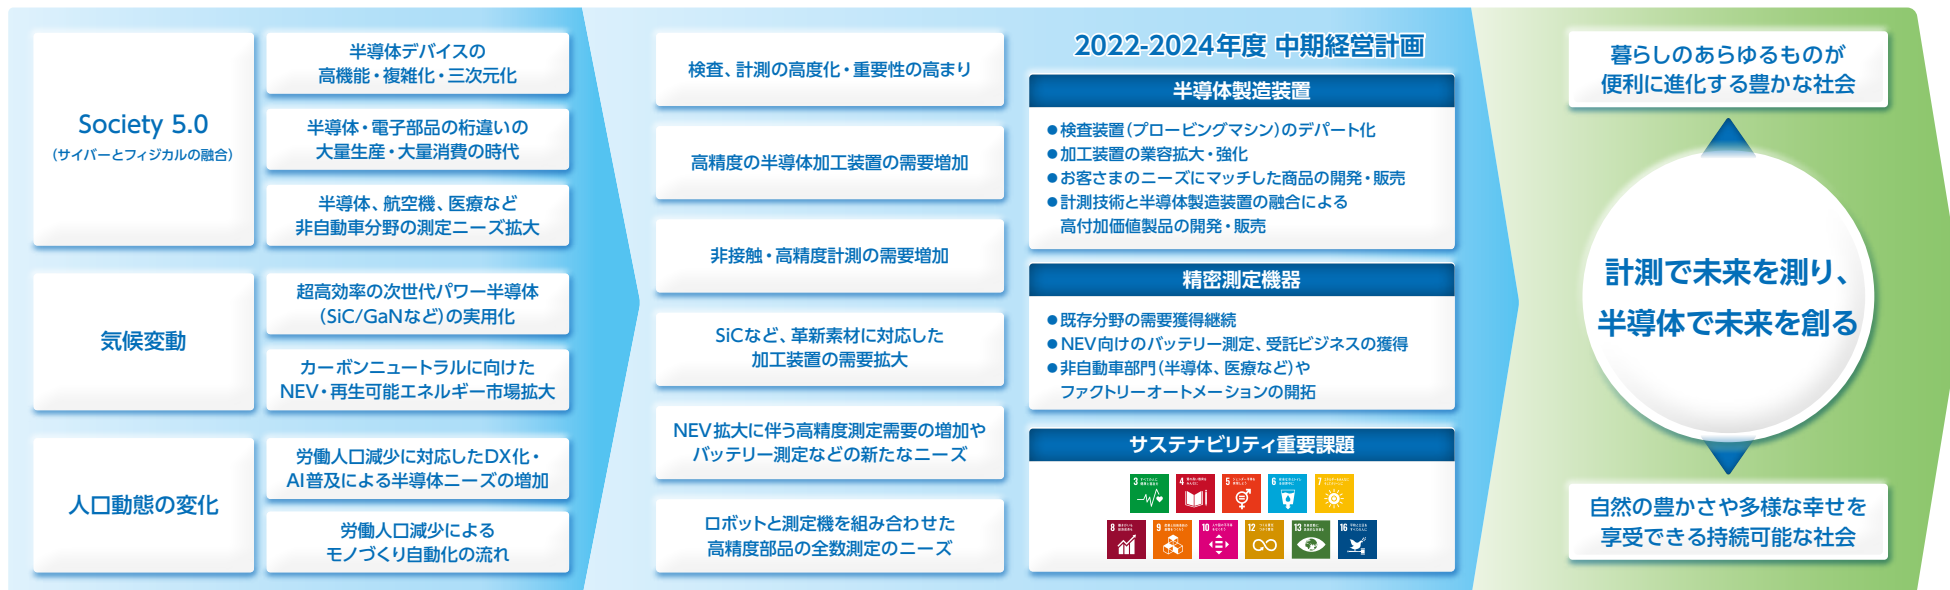 Society 5.0
（サイバーとフィジカルの融合）
半導体デバイスの
高機能・複雑化・三次元化
半導体・電子部品の桁違いの
大量生産・大量消費の時代
半導体、航空機、医療など
非自動車分野の測定ニーズ拡大
気候変動
超高効率の次世代パワー半導体
（SiC/GaNなど）の実用化
カーボンニュートラルに向けた
NEV・再生可能エネルギー市場拡大
人口動態の変化
労働人口減少に対応したDX化・
AI普及による半導体ニーズの増加
労働人口減少による
モノづくり自動化の流れ
検査、計測の高度化・重要性の高まり
高精度の半導体加工装置の需要増加
非接触・高精度計測の需要増加
SiCなど、革新素材に対応した
加工装置の需要拡大
NEV拡大に伴う高精度測定需要の増加や
バッテリー測定などの新たなニーズ
ロボットと測定機を組み合わせた
高精度部品の全数測定のニーズ
2022-2024年度 中期経営計画
半導体製造装置
●検査装置（プロービングマシン）のデパート化
●加工装置の業容拡大・強化
●お客さまのニーズにマッチした商品の開発・販売
●計測技術と半導体製造装置の融合による
高付加価値製品の開発・販売
精密測定機器
●既存分野の需要獲得継続
●NEV向けのバッテリー測定、受託ビジネスの獲得
●非自動車部門（半導体、医療など）や
ファクトリーオートメーションの開拓
サステナビリティ重要課題
3
4
5
6
7
8
9
10
12
13
16
暮らしのあらゆるものが
便利に進化する豊かな社会
計測で未来を測り、
半導体で未来を創る
自然の豊かさや多様な幸せを
享受できる持続可能な社会